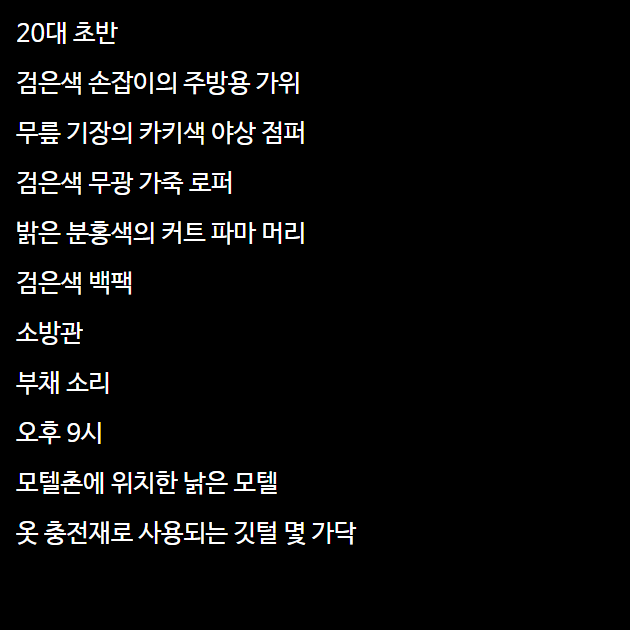 20대 초반
검은색 손잡이의 주방용 가위
무릎 기장의 카키색 야상 점퍼
검은색 무광 가죽 로퍼
밝은 분홍색의 커트 파마 머리
검은색 백팩
소방관
부채 소리
오후 9시
모텔촌에 위치한 낡은 모텔
옷 충전재로 사용되는 깃털 몇 가닥